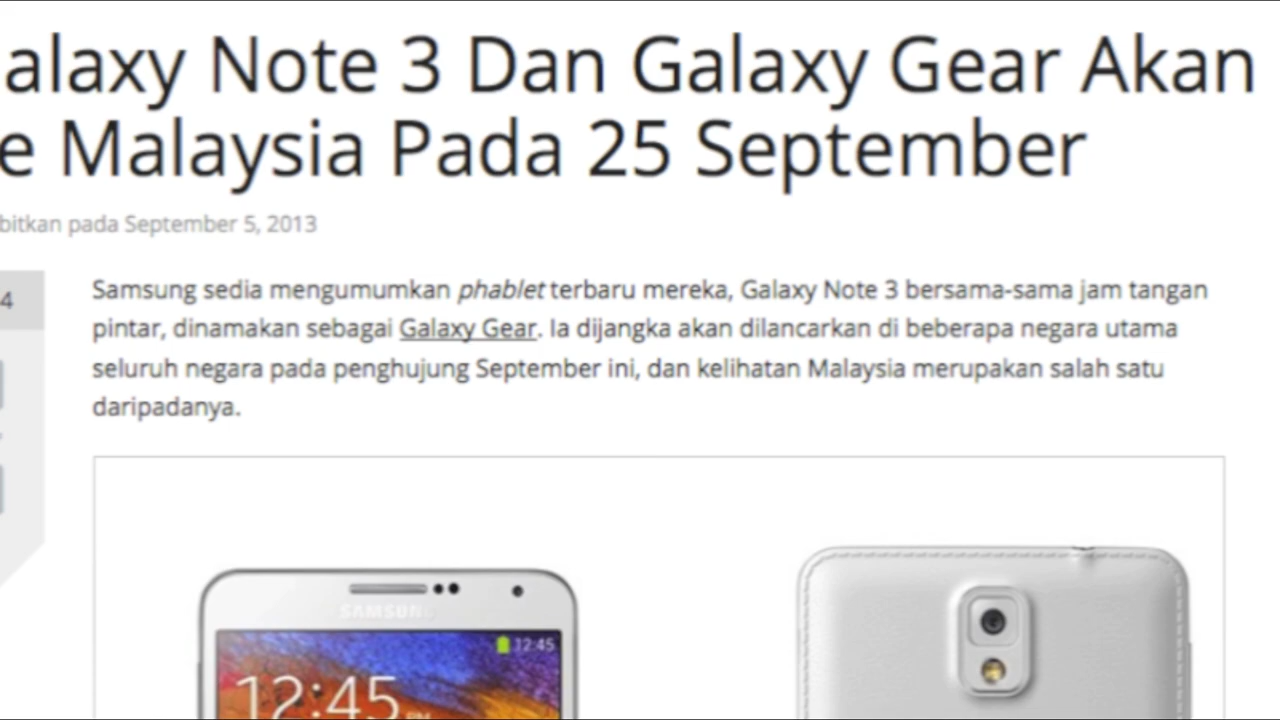 alaxy Note 3 Dan Galaxy Gear Akan
e Malaysia Pada 25 September
bitkan pada September 5, 2013
4
Samsung sedia mengumumkan phablet terbaru mereka, Galaxy Note 3 bersama-sama jam tangan
pintar, dinamakan sebagai Galaxy Gear. Ia dijangka akan dilancarkan di beberapa negara utama
seluruh negara pada penghujung September ini, dan kelihatan Malaysia merupakan salah satu
daripadanya.
SAMSUNG
12:45
12:45 PM